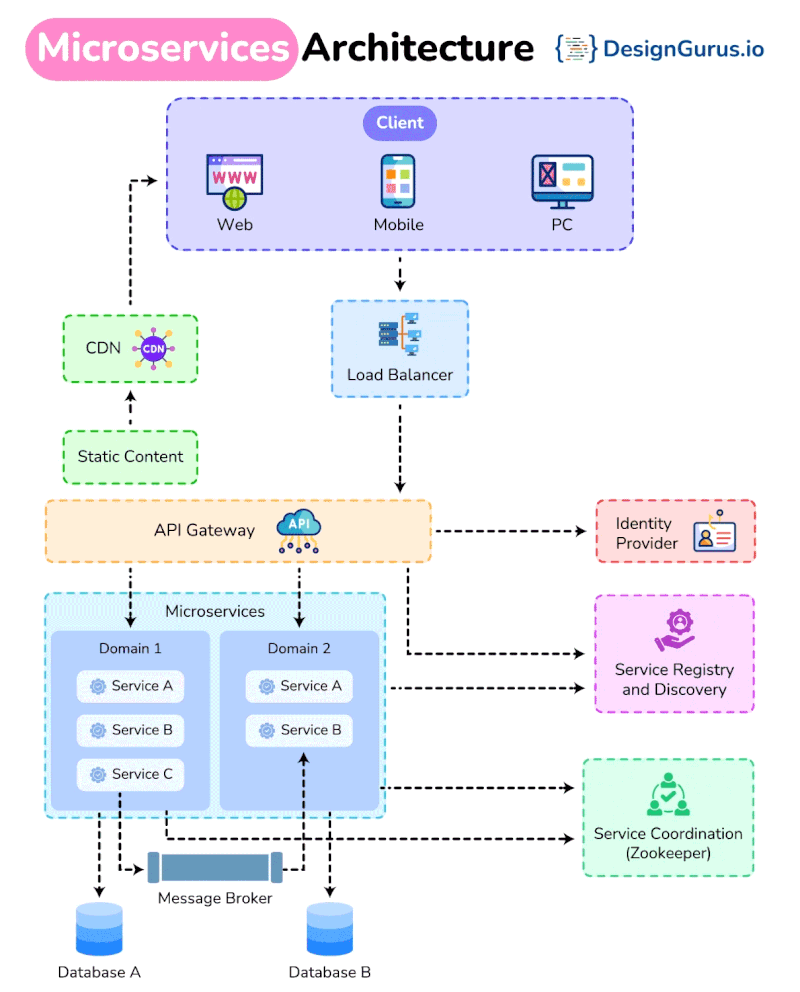 Microservices Architecture {} DesignGurus.io
Client
WWW
Web
Mobile
PC
CDN
CDN
Load Balancer
Static Content
API Gateway
API
Identity
Provider
Microservices
Domain 1
Domain 2
Service A
Service B
Service C
Service A
Service B
Service Registry
and Discovery
Service Coordination
(Zookeeper)
Message Broker
Database A
Database B